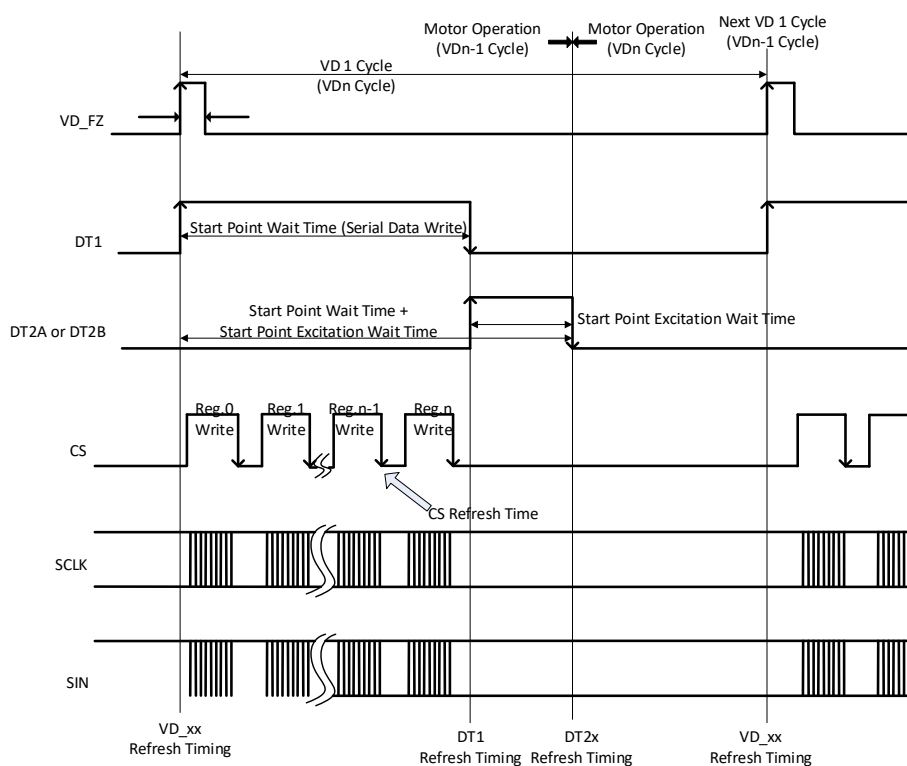 Motor Operation
(VDn-1 Cycle)
Motor Operation
(VDn Cycle)
Next VD 1 Cycle
(VDn-1 Cycle)
VD 1 Cycle
(VDn Cycle)
VD_FZ
Start Point Wait Time (Serial Data Write)
DT1
Start Point Wait Time +
Start Point Excitation Wait Time
Start Point Excitation Wait Time
DT2A or DT2B
Reg.0
Write
Reg.1
Write
Reg.n-1
Write
Reg.n
Write
CS
CS Refresh Time
SCLK
SIN
VD_xx
Refresh Timing
DT1
Refresh Timing
DT2x
Refresh Timing
VD_xx
Refresh Timing